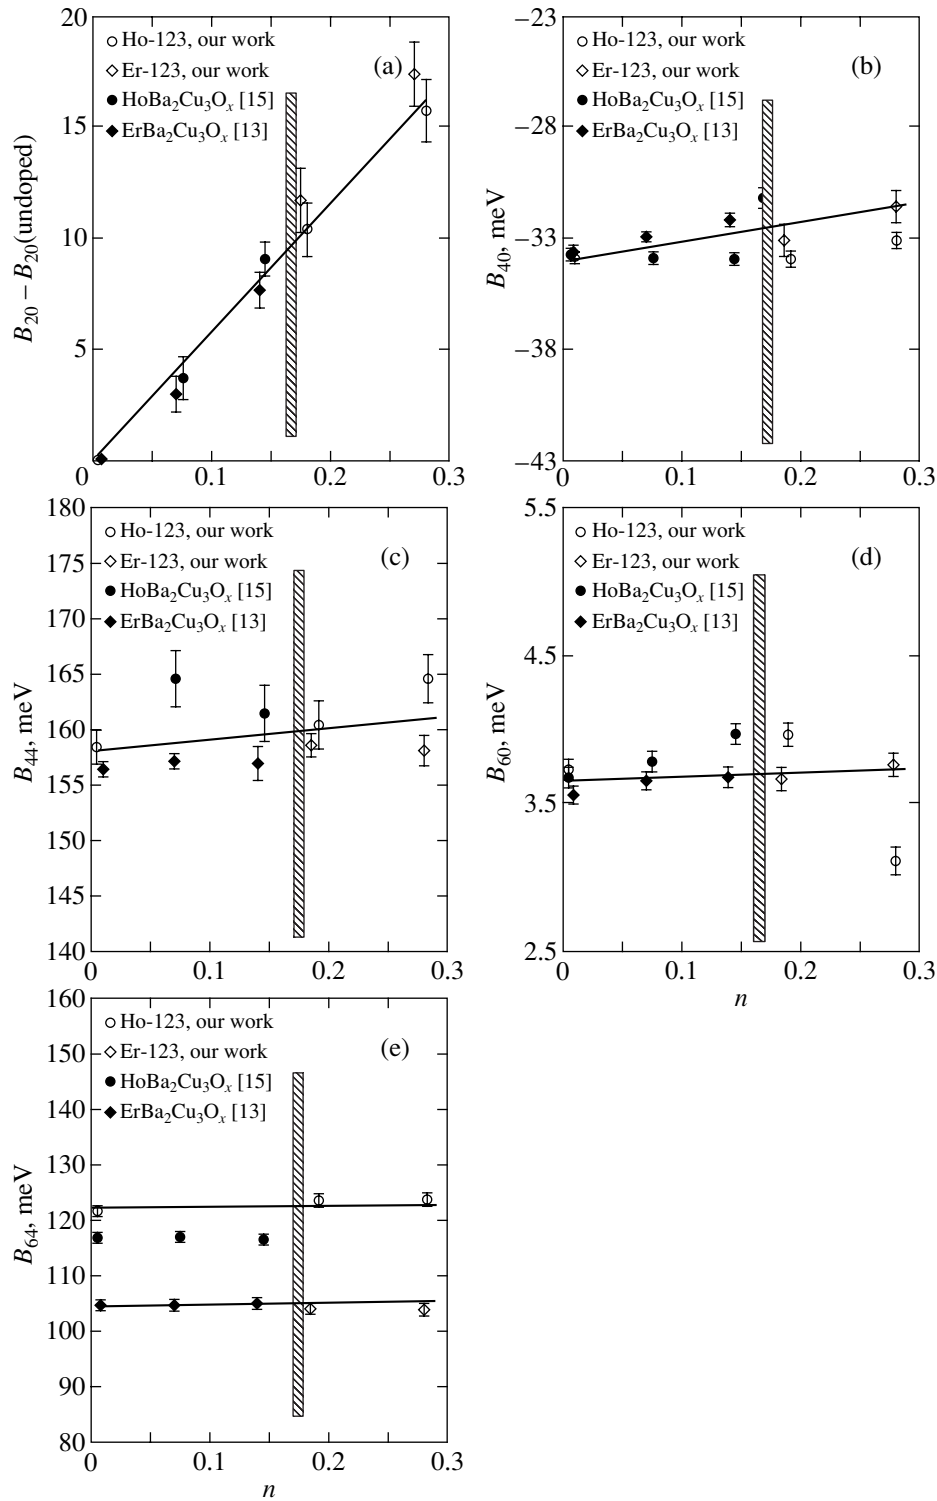 20
15
10
5
0
0.1
0.2
0.3
B20 − B20(undoped)
Ho-123, our work
Er-123, our work
HoBa2Cu3Ox [15]
ErBa2Cu3Ox [13]
(a)
−23
−28
−33
−38
−43
0
0.1
0.2
0.3
B40, meV
Ho-123, our work
Er-123, our work
HoBa2Cu3Ox [15]
ErBa2Cu3Ox [13]
(b)
180
175
170
165
160
155
150
145
140
0
0.1
0.2
0.3
B44, meV
Ho-123, our work
Er-123, our work
HoBa2Cu3Ox [15]
ErBa2Cu3Ox [13]
(c)
5.5
4.5
3.5
2.5
0
0.1
0.2
0.3
n
B60, meV
Ho-123, our work
Er-123, our work
HoBa2Cu3Ox [15]
ErBa2Cu3Ox [13]
(d)
160
150
140
130
120
110
100
90
80
0
0.1
0.2
0.3
n
B64, meV
Ho-123, our work
Er-123, our work
HoBa2Cu3Ox [15]
ErBa2Cu3Ox [13]
(e)